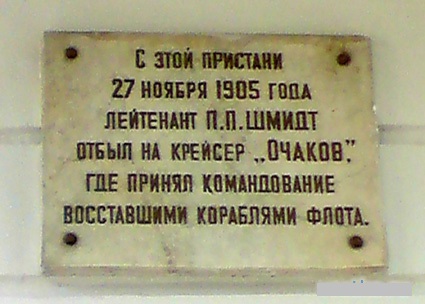 С ЭТОЙ ПРИСТАНИ
27 НОЯБРЯ 1905 ГОДА
ЛЕЙТЕНАНТ П.П.ШМИДТ
ОТБЫЛ НА КРЕЙСЕР „ОЧАКОВ",
ГДЕ ПРИНЯЛ КОМАНДОВАНИЕ
ВОССТАВШИМИ КОРАБЛЯМИ ФЛОТА.